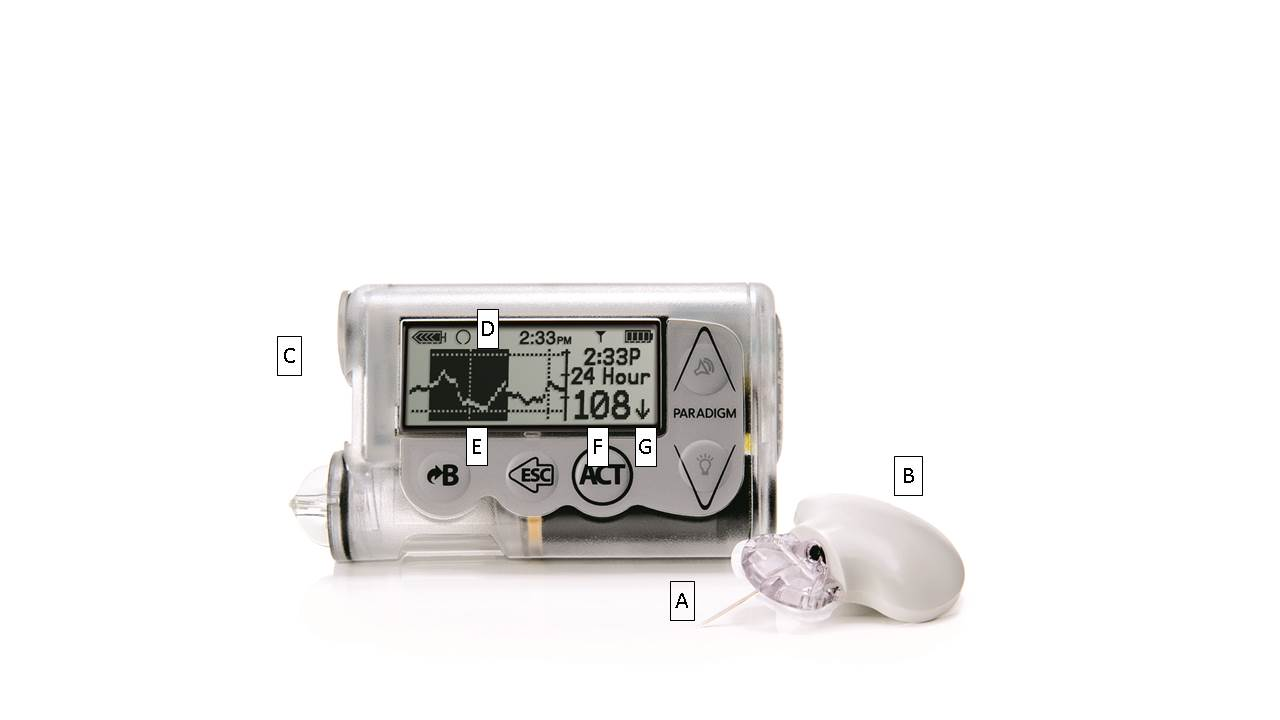 D
2:33PM
2:33P
24 Hour
108↓
C
PARADIGM
E
F
G
B
ESC
ACT
B
A